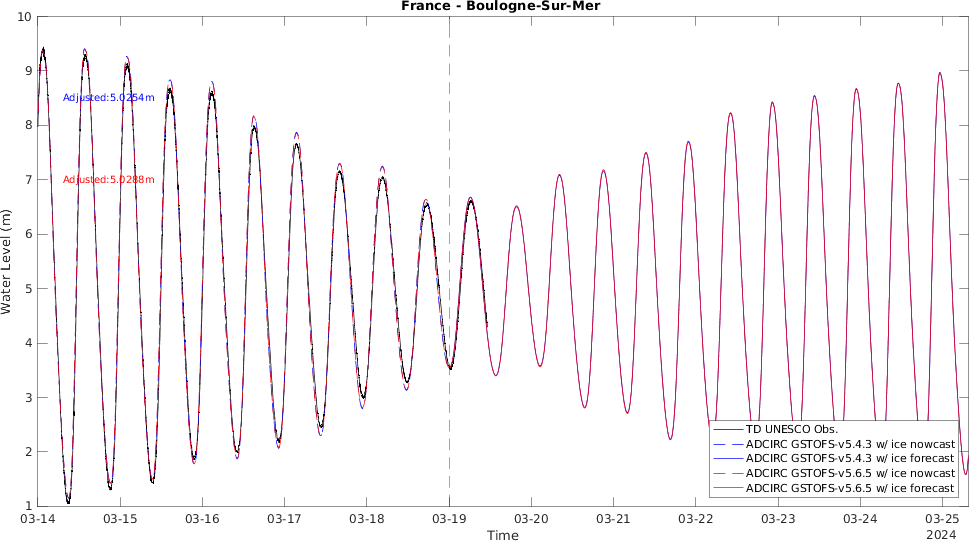 France - Boulogne-Sur-Mer
10
9
Adjusted:5.0254m
8
7
Adjusted:5.0288m
6
5
4
3
2
1
Water Level (m)
TD UNESCO Obs.
ADCIRC GSTOFS-v5.4.3 w/ ice nowcast
ADCIRC GSTOFS-v5.4.3 w/ ice forecast
ADCIRC GSTOFS-v5.6.5 w/ ice nowcast
ADCIRC GSTOFS-v5.6.5 w/ ice forecast
03-14 03-15 03-16 03-17 03-18 03-19 03-20 03-21 03-22 03-23 03-24 03-25
Time
2024